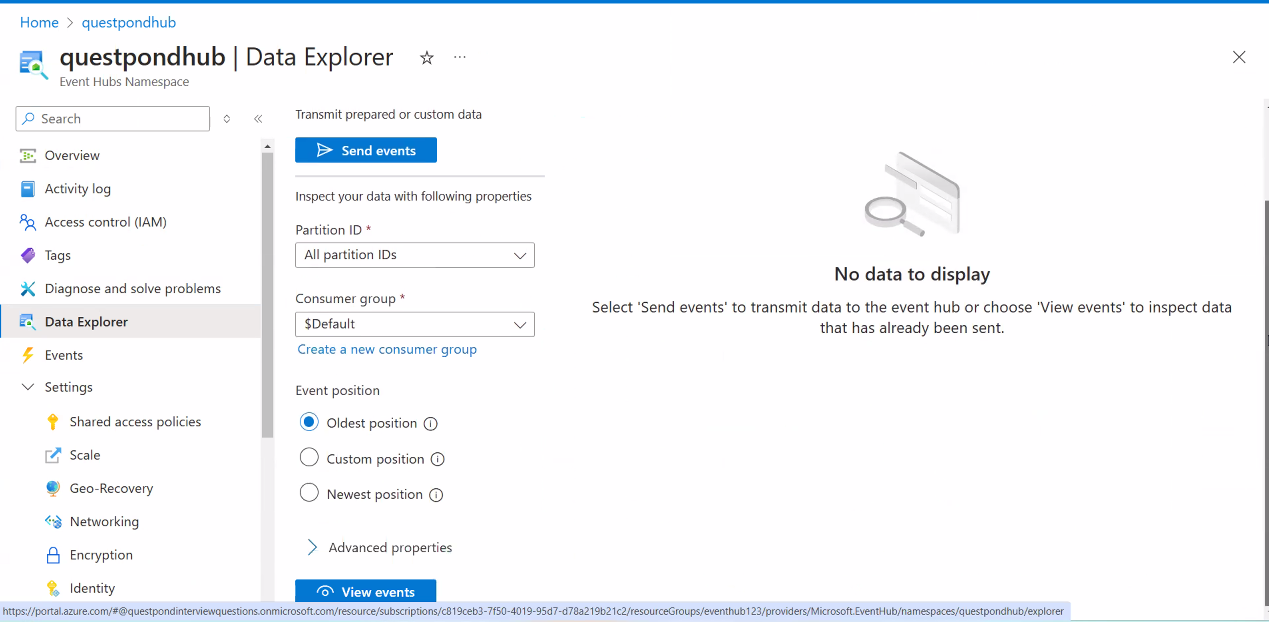 Home > questpondhub
questpondhub | Data Explorer ☆ ···
Event Hubs Namespace
Search
Overview
Activity log
Access control (IAM)
Tags
Diagnose and solve problems
Data Explorer
Events
Settings
Shared access policies
Scale
Geo-Recovery
Networking
Encryption
Identity
Transmit prepared or custom data
Send events
Inspect your data with following properties
Partition ID *
All partition IDs
Consumer group *
$Default
Create a new consumer group
Event position
Oldest position
Custom position
Newest position
Advanced properties
View events
No data to display
Select 'Send events' to transmit data to the event hub or choose 'View events' to inspect data
that has already been sent.
https://portal.azure.com/#@questpondinterviewquestions.onmicrosoft.com/resource/subscriptions/c819ceb3-7f50-4019-95d7-d78a219b21c2/resourceGroups/eventhub123/providers/Microsoft.EventHub/namespaces/questpondhub/explorer